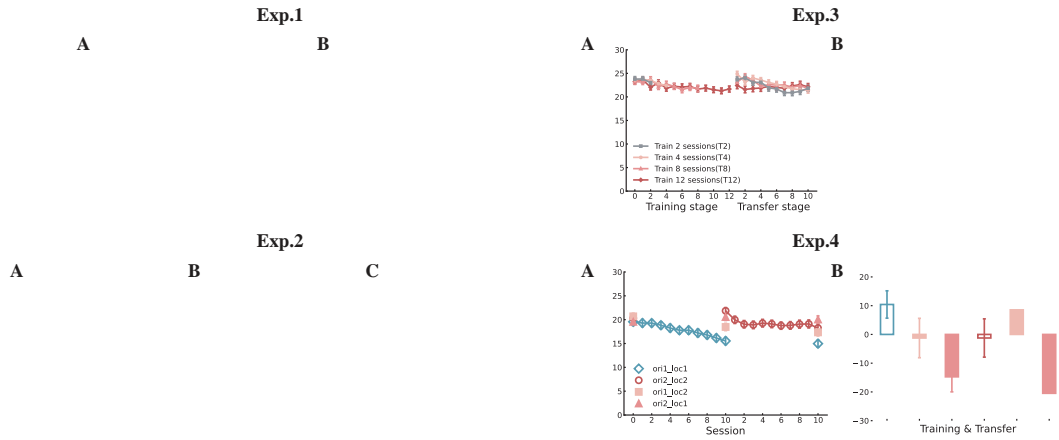 Exp.1
A
B
Exp.3
A
B
30
25
20
15
10
5
0
Train 2 sessions(T2)
Train 4 sessions(T4)
Train 8 sessions(T8)
Train 12 sessions(T12)
0 2 4 6 8 10 12 2 4 6 8 10
Training stage Transfer stage
Exp.2
A
B
C
Exp.4
A
B
30
25
20
15
10
5
0
ori1_loc1
ori2_loc2
ori1_loc2
ori2_loc1
0 2 4 6 8 10 2 4 6 8 10
Session
20
10
0
−10
−20
−30
Training & Transfer